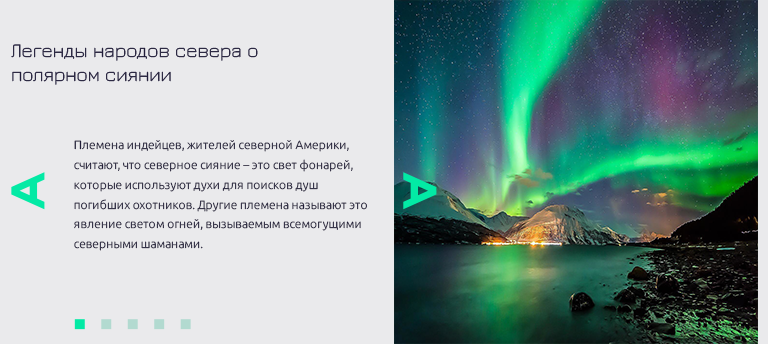 Легенды народов севера о
полярном сиянии
Племена индейцев, жителей северной Америки,
считают, что северное сияние – это свет фонарей,
которые используют духи для поисков душ
погибших охотников. Другие племена называют это
явление светом огней, вызываемым всемогущими
северными шаманами.